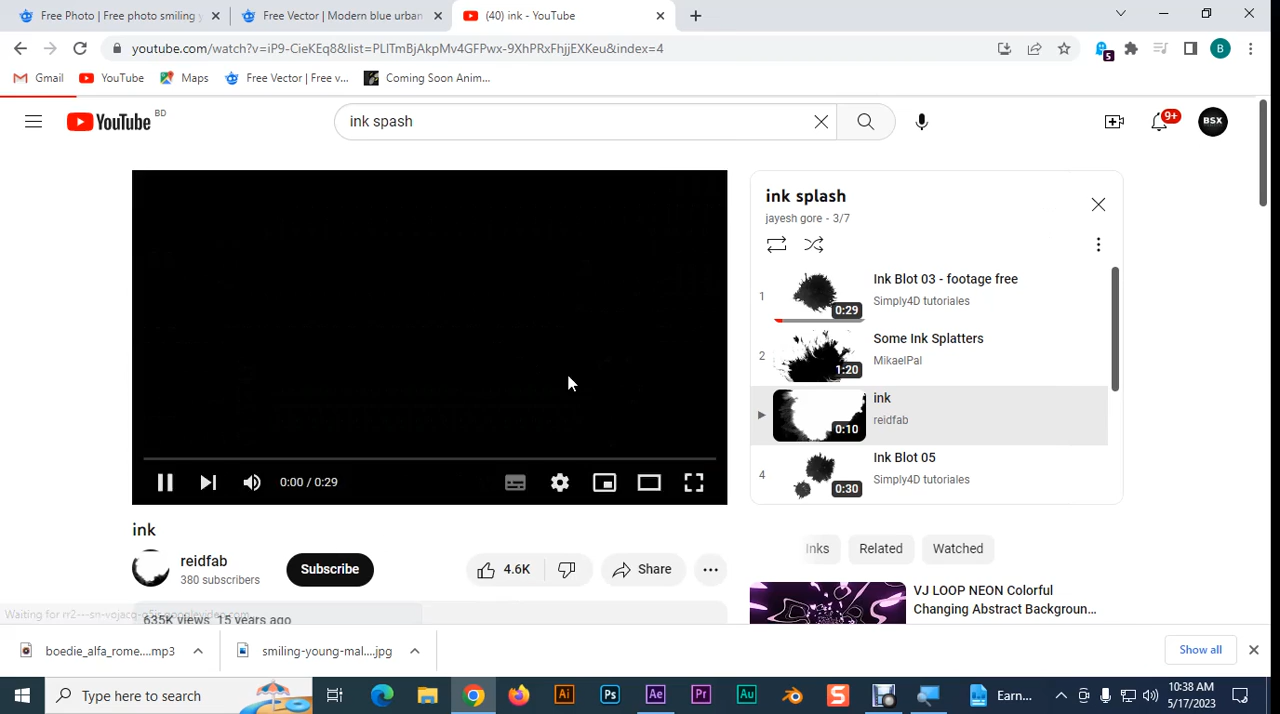 Free Photo | Free photo smiling y
Free Vector | Modern blue urban
(40) ink - YouTube
youtube.com/watch?v=iP9-CieKEq8&list=PLITmBjAkpMv4GFPwx-9XhPRxFhjjEXKeu&index=4
5
B
Gmail
YouTube
Maps
Free Vector | Free v...
Coming Soon Anim...
YouTube BD
ink spash
9+
BSX
ink splash
jayesh gore - 3/7
1
0:29
Ink Blot 03 - footage free
Simply4D tutoriales
2
1:20
Some Ink Splatters
MikaelPal
0:10
ink
reidfab
4
0:30
Ink Blot 05
Simply4D tutoriales
0:00 / 0:29
ink
reidfab
380 subscribers
Subscribe
4.6K
Share
Inks
Related
Watched
VJ LOOP NEON Colorful
Changing Abstract Backgroun...
635K views 15 years ago
boedie_alfa_rome....mp3
smiling-young-mal....jpg
Show all
Type here to search
Ai
Ps
Ae
Pr
Au
S
Earn...
10:38 AM
5/17/2023